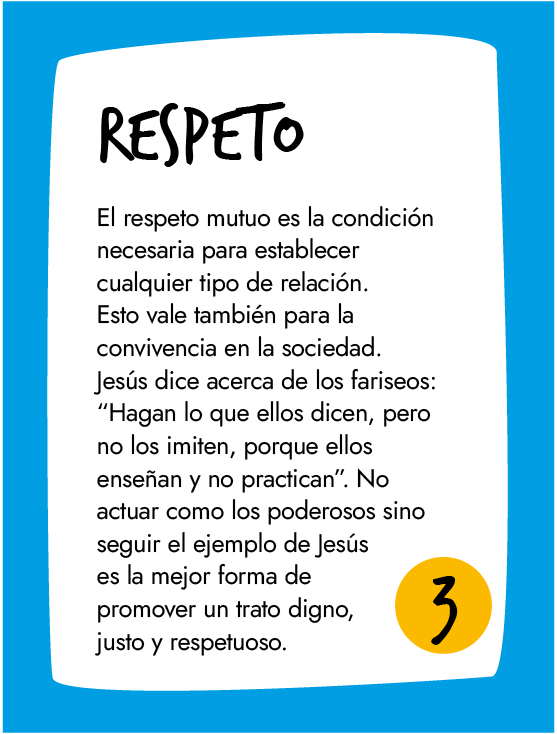 RESPETO
El respeto mutuo es la condición
necesaria para establecer
cualquier tipo de relación.
Esto vale también para la
convivencia en la sociedad.
Jesús dice acerca de los fariseos:
“Hagan lo que ellos dicen, pero
no los imiten, porque ellos
enseñan y no practican”. No
actuar como los poderosos sino
seguir el ejemplo de Jesús
es la mejor forma de
promover un trato digno,
justo y respetuoso.
3